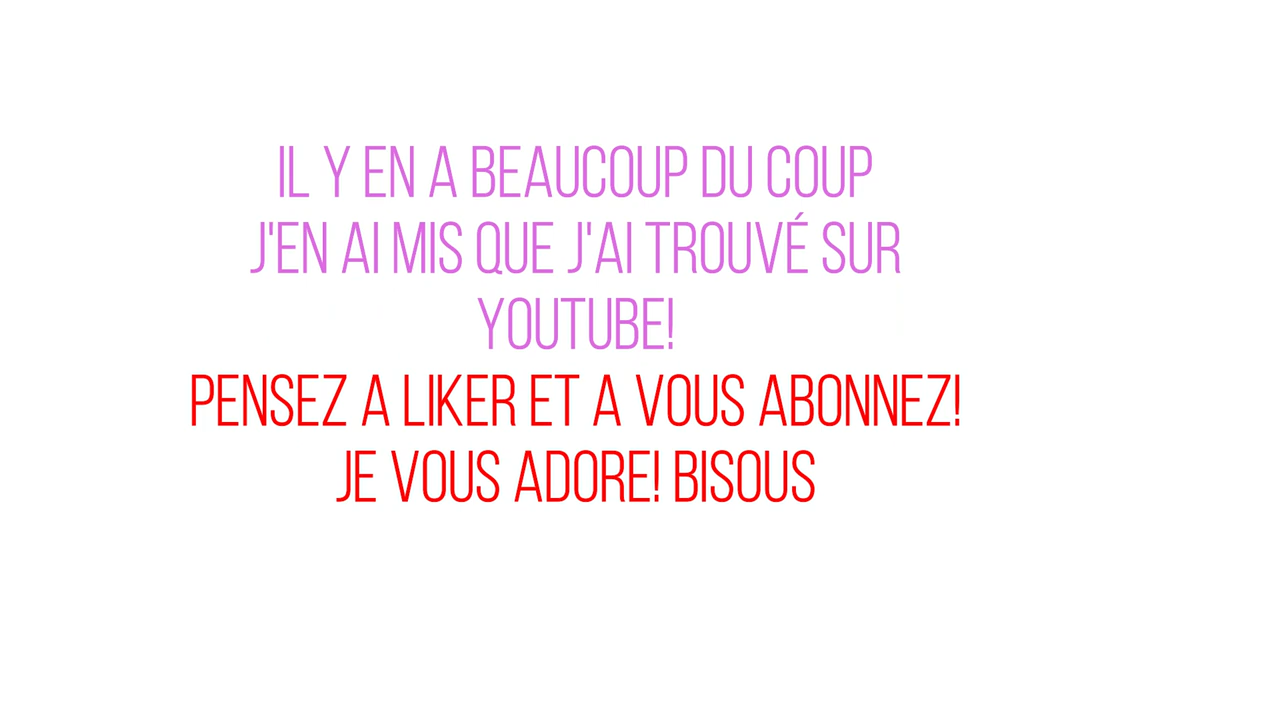 IL Y EN A BEAUCOUP DU COUP
J'EN AI MIS QUE J'AI TROUVÉ SUR
YOUTUBE!
PENSEZ A LIKER ET A VOUS ABONNEZ!
JE VOUS ADORE! BISOUS